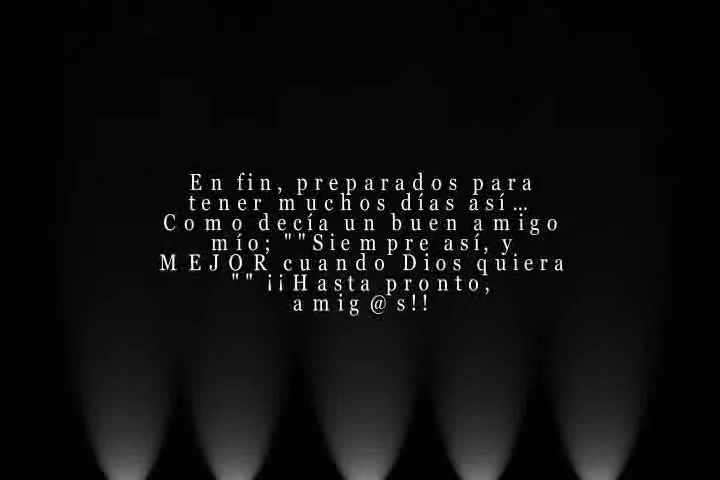 En fin, preparados para
tener muchos días así...
Como decía un buen amigo
mío; ""Siempre así, y
MEJOR cuando Dios quiera
"" ¡¡Hasta pronto,
amig@s!!